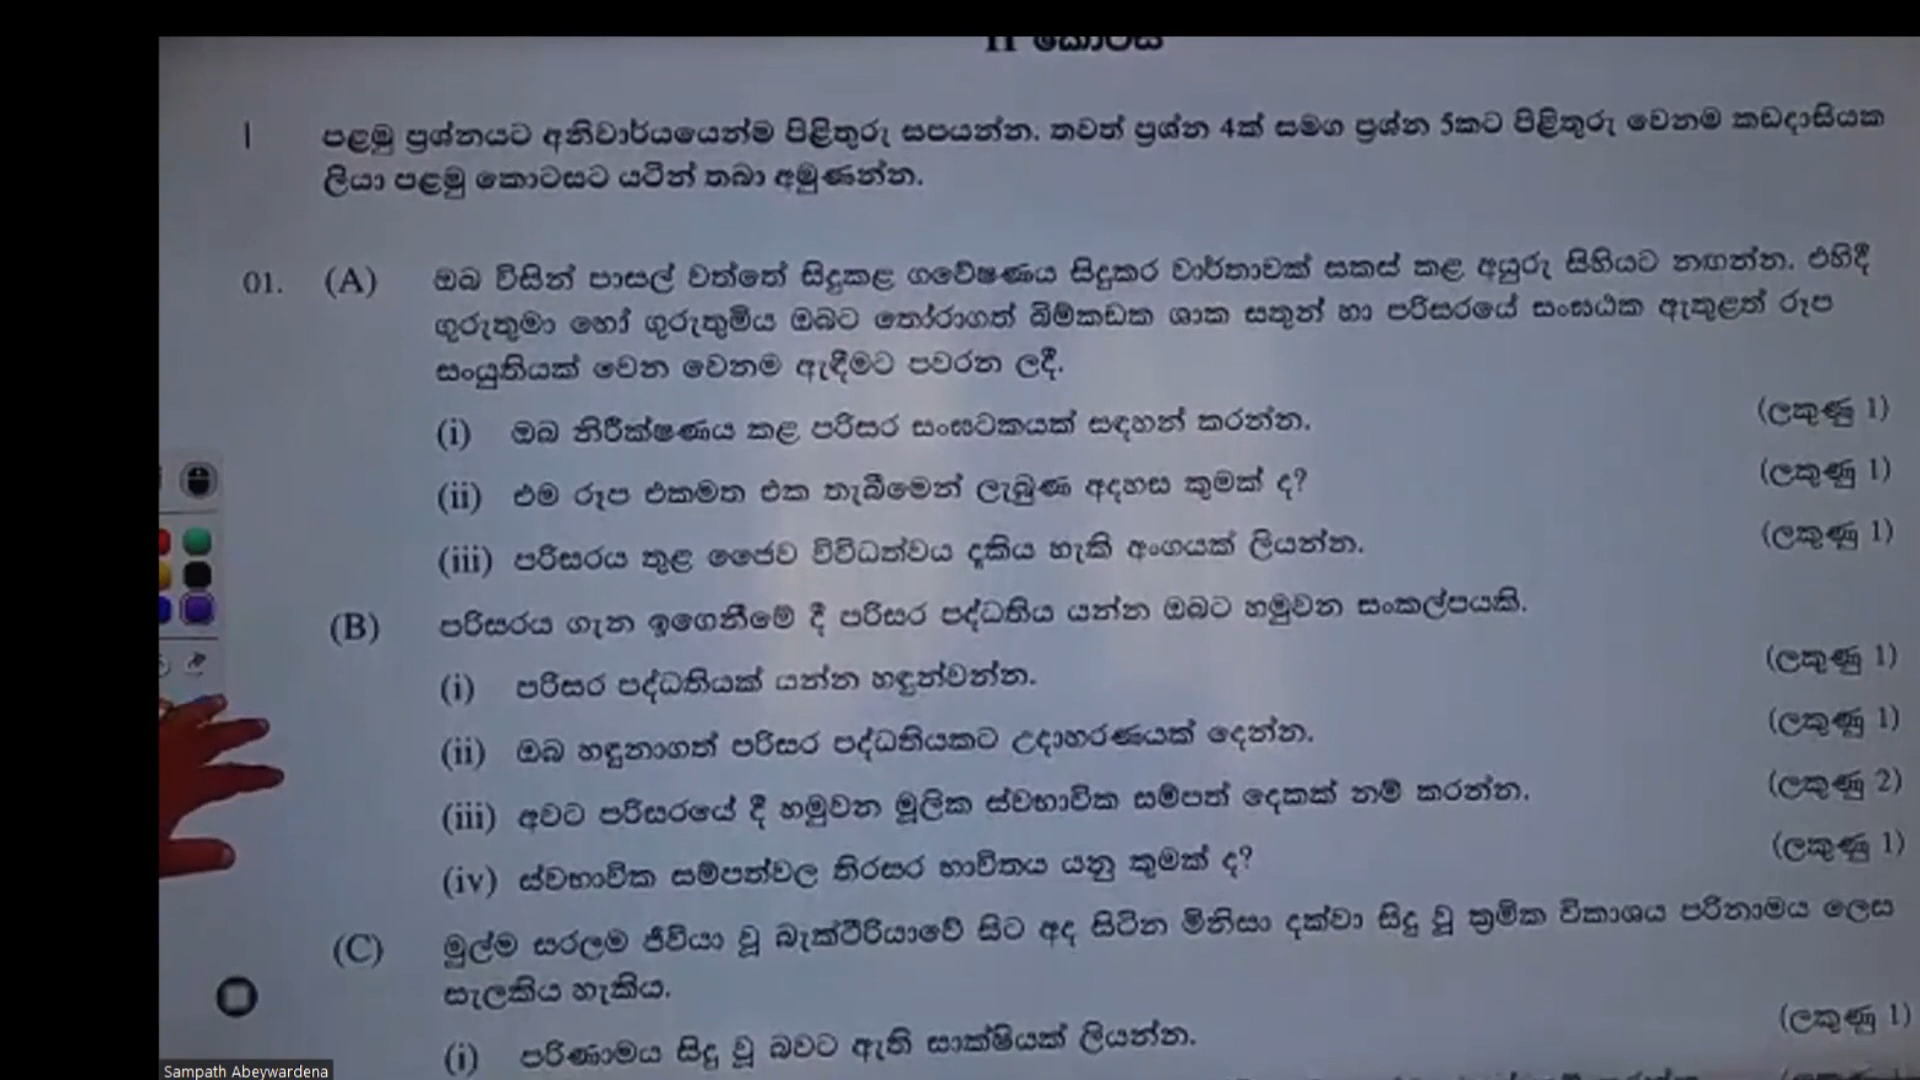 II කොටස
පළමු ප්‍රශ්නයට අනිවාර්යයෙන්ම පිළිතුරු සපයන්න. තවත් ප්‍රශ්න 4ක් සමග ප්‍රශ්න 5කට පිළිතුරු වෙනම කඩදාසියක
ලියා පළමු කොටසට යටින් තබා අමුණන්න.
01. (A) ඔබ විසින් පාසල් වත්තේ සිදුකළ ගවේෂණය සිදුකර වාර්තාවක් සකස් කළ අයුරු සිහියට නඟන්න. එහිදී
ගුරුතුමා හෝ ගුරුතුමිය ඔබට තෝරාගත් බිම්කඩක ශාක සතුන් හා පරිසරයේ සංඝඨක ඇතුළත් රූප
සංයුතියක් වෙන වෙනම ඇඳීමට පවරන ලදී.
(i) ඔබ නිරීක්ෂණය කළ පරිසර සංඝටකයක් සඳහන් කරන්න. (ලකුණු 1)
(ii) එම රූප එකමත එක තැබීමෙන් ලැබුණ අදහස කුමක් ද? (ලකුණු 1)
(iii) පරිසරය තුළ ජෛව විවිධත්වය දැකිය හැකි අංගයක් ලියන්න. (ලකුණු 1)
(B) පරිසරය ගැන ඉගෙනීමේ දී පරිසර පද්ධතිය යන්න ඔබට හමුවන සංකල්පයකි.
(i) පරිසර පද්ධතියක් යන්න හඳුන්වන්න. (ලකුණු 1)
(ii) ඔබ හඳුනාගත් පරිසර පද්ධතියකට උදාහරණයක් දෙන්න. (ලකුණු 1)
(iii) අවට පරිසරයේ දී හමුවන මූලික ස්වභාවික සම්පත් දෙකක් නම් කරන්න. (ලකුණු 2)
(iv) ස්වභාවික සම්පත්වල තිරසර භාවිතය යනු කුමක් ද? (ලකුණු 1)
(C) මුල්ම සරලම ජීවියා වූ බැක්ටීරියාවේ සිට අද සිටින මිනිසා දක්වා සිදු වූ ක්‍රමික විකාශය පරිනාමය ලෙස
සැලකිය හැකිය.
(i) පරිණාමය සිදු වූ බවට ඇති සාක්ෂියක් ලියන්න. (ලකුණු 1)
Sampath Abeywardena